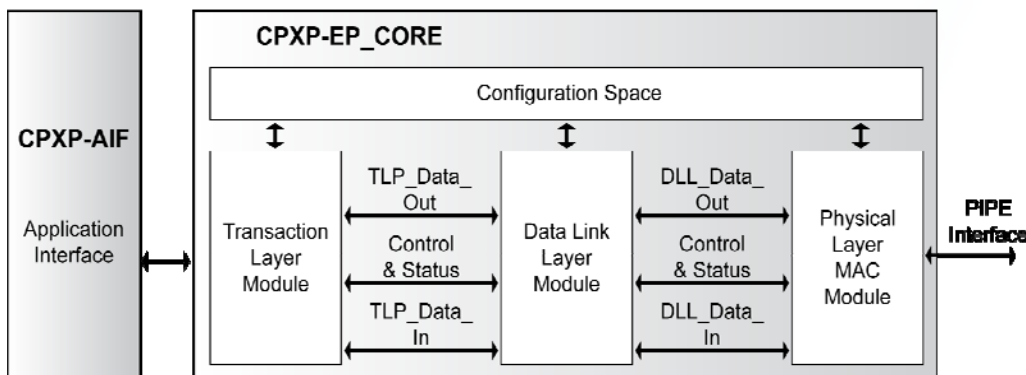 CPXP-EP_CORE
Configuration Space
CPXP-AIF
Application
Interface
Transaction
Layer
Module
TLP_Data_
Out
Control
& Status
TLP_Data_
In
Data Link
Layer
Module
DLL_Data_
Out
Control
& Status
DLL_Data_
In
Physical
Layer
MAC
Module
PIPE
Interface